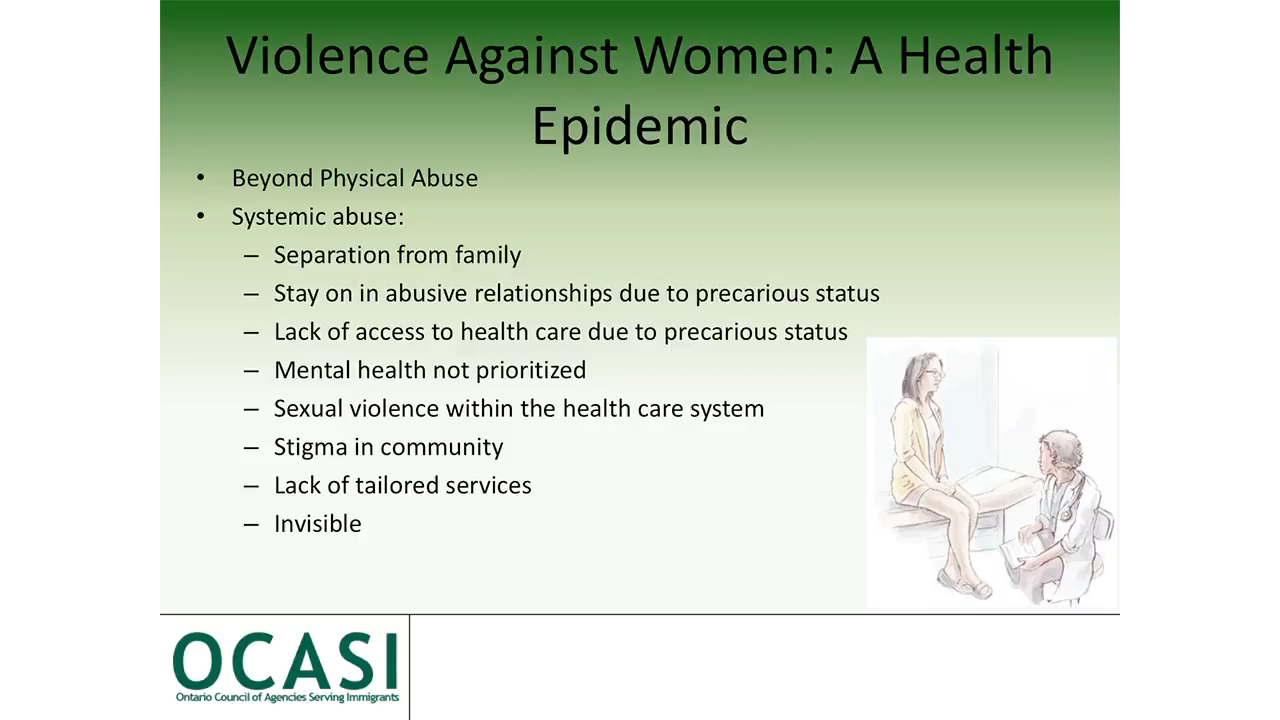 Violence Against Women: A Health
Epidemic
• Beyond Physical Abuse
• Systemic abuse:
– Separation from family
– Stay on in abusive relationships due to precarious status
– Lack of access to health care due to precarious status
– Mental health not prioritized
– Sexual violence within the health care system
– Stigma in community
– Lack of tailored services
– Invisible
OCASI
Ontario Council of Agencies Serving Immigrants